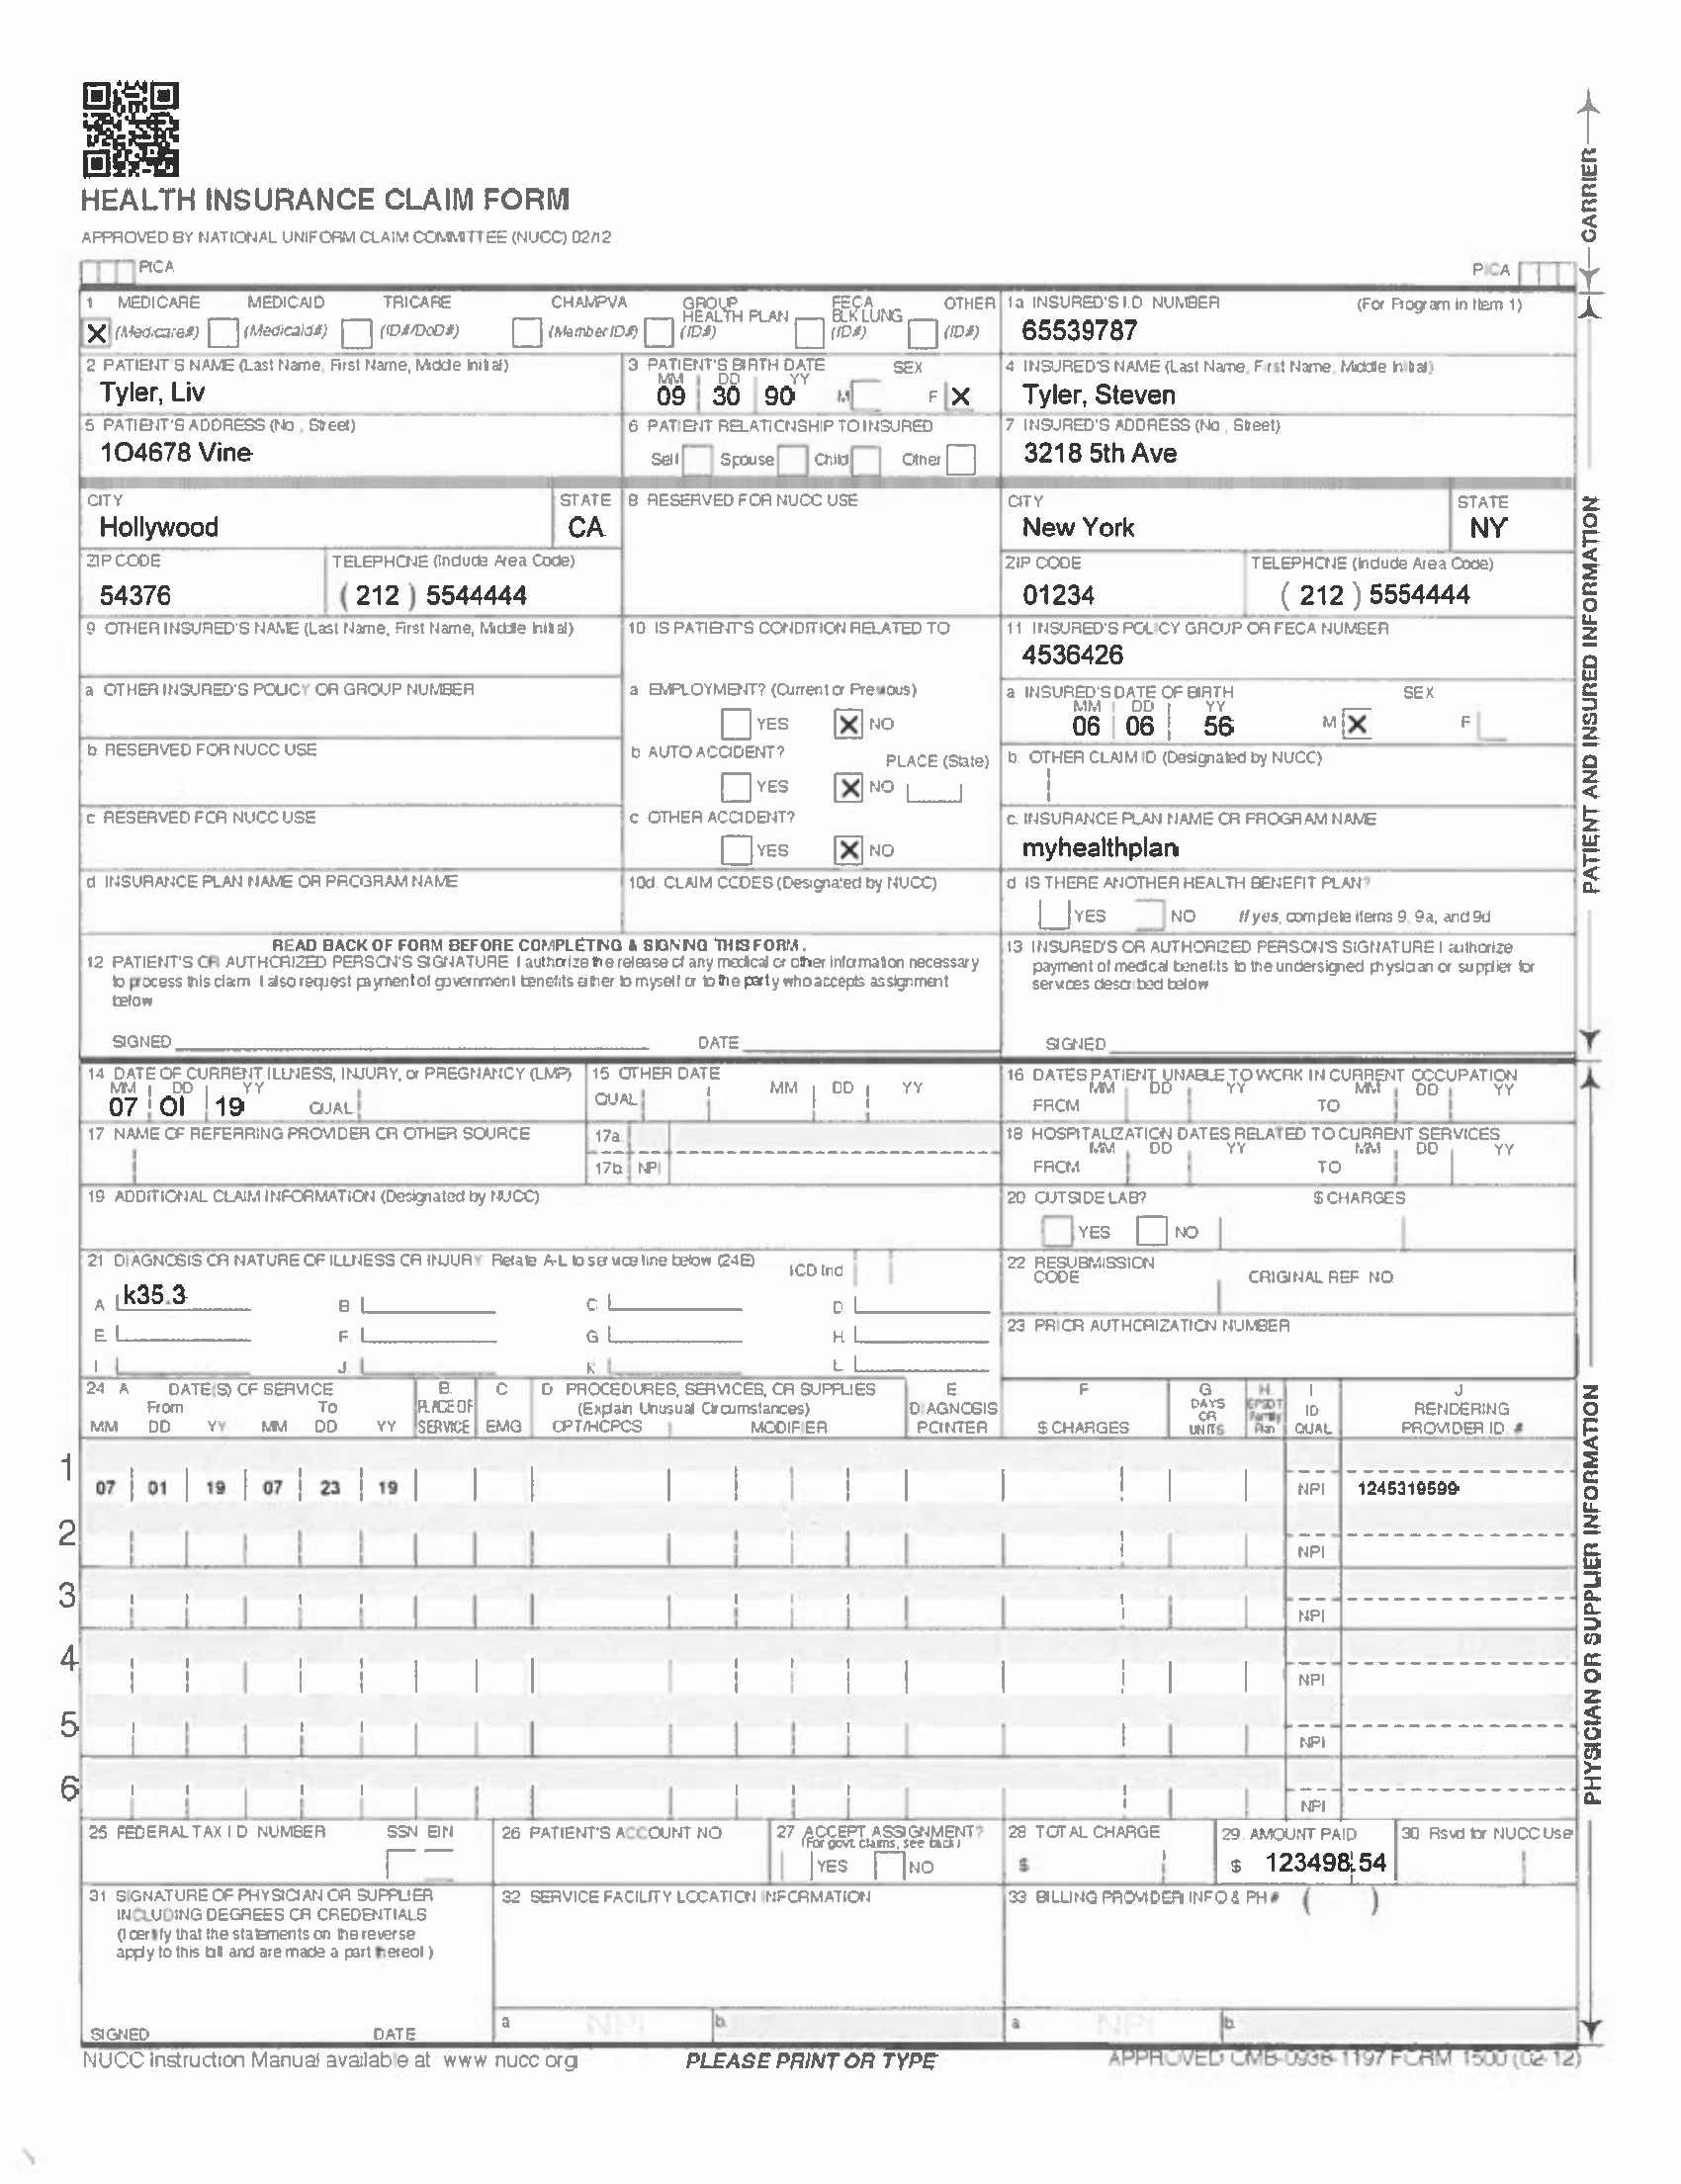 HEALTH INSURANCE CLAIM FORM
APPROVED BY NATIONAL UNIFORM CLAIM COMMITTEE (NUCC) 02/12
PICA
PICA
CARRIER
1 MEDICARE MEDICAID TRICARE CHAMPVA GROUP HEALTH PLAN FECA BLK LUNG OTHER
X (Medicare#) (Medicaid#) (ID#/DoD#) (Member ID#) (ID#) (ID#) (ID#)
1a INSURED'S I.D NUMBER (For Program in Item 1)
65539787
2 PATIENT'S NAME (Last Name, First Name, Middle Initial)
Tyler, Liv
3 PATIENT'S BIRTH DATE SEX
MM DD YY
09 30 90 M F X
4 INSURED'S NAME (Last Name, First Name, Middle Initial)
Tyler, Steven
5 PATIENT'S ADDRESS (No , Street)
1O4678 Vine
6 PATIENT RELATIONSHIP TO INSURED
Self Spouse Child Other
7 INSURED'S ADDRESS (No , Street)
3218 5th Ave
CITY STATE
Hollywood CA
8 RESERVED FOR NUCC USE
CITY STATE
New York NY
ZIP CODE TELEPHONE (Include Area Code)
54376 ( 212 ) 5544444
ZIP CODE TELEPHONE (Include Area Code)
01234 ( 212 ) 5554444
9 OTHER INSURED'S NAME (Last Name, First Name, Middle Initial)
10 IS PATIENT'S CONDITION RELATED TO
11 INSURED'S POLICY GROUP OR FECA NUMBER
4536426
a OTHER INSURED'S POLICY OR GROUP NUMBER
a EMPLOYMENT? (Current or Previous)
YES X NO
a INSURED'S DATE OF BIRTH SEX
MM DD YY
06 06 56 M X F
b RESERVED FOR NUCC USE
b AUTO ACCIDENT? PLACE (State)
YES X NO
b. OTHER CLAIM ID (Designated by NUCC)
c RESERVED FOR NUCC USE
c OTHER ACCIDENT?
YES X NO
c. INSURANCE PLAN NAME OR PROGRAM NAME
myhealthplan
d INSURANCE PLAN NAME OR PROGRAM NAME
10d. CLAIM CODES (Designated by NUCC)
d IS THERE ANOTHER HEALTH BENEFIT PLAN?
YES NO If yes, complete items 9, 9a, and 9d
PATIENT AND INSURED INFORMATION
READ BACK OF FORM BEFORE COMPLETNG & SIGNING THIS FORM.
12 PATIENT'S OR AUTHORIZED PERSON'S SIGNATURE I authorize the release of any medical or other information necessary
to process this claim I also request payment of government benefits either to myself or to the party who accepts assignment
below
SIGNED DATE
13 INSURED'S OR AUTHORIZED PERSON'S SIGNATURE I authorize
payment of medical benefits to the undersigned physician or supplier for
services described below
SIGNED
14 DATE OF CURRENT ILLNESS, INJURY, or PREGNANCY (LMP)
MM DD YY
07 OI 19 QUAL
15 OTHER DATE
QUAL MM DD YY
16 DATES PATIENT UNABLE TO WORK IN CURRENT OCCUPATION
MM DD YY MM DD YY
FROM TO
17 NAME OF REFERRING PROVIDER OR OTHER SOURCE
17a
17b NPI
18 HOSPITALIZATION DATES RELATED TO CURRENT SERVICES
MM DD YY MM DD YY
FROM TO
19 ADDITIONAL CLAIM INFORMATION (Designated by NUCC)
20 OUTSIDE LAB? $ CHARGES
YES NO
21 DIAGNOSIS OR NATURE OF ILLNESS OR INJURY Relate A-L to service line below (24E) ICD Ind
A k35.3 B C D
E F G H
I J K L
22 RESUBMISSION CODE ORIGINAL REF NO
23 PRIOR AUTHORIZATION NUMBER
24 A DATE(S) OF SERVICE B. C D PROCEDURES, SERVICES, OR SUPPLIES E F G H I J
From To PLACE OF (Explain Unusual Circumstances) DIAGNOSIS DAYS OR EPSDT Family ID RENDERING
MM DD YY MM DD YY SERVICE EMG CPT/HCPCS MODIFIER POINTER $ CHARGES UNITS Plan QUAL PROVIDER ID #
1
07 01 19 07 23 19 NPI 1245319599
2
NPI
3
NPI
4
NPI
5
NPI
6
NPI
PHYSICIAN OR SUPPLIER INFORMATION
25 FEDERAL TAX I D NUMBER SSN EIN
26 PATIENT'S ACCOUNT NO
27 ACCEPT ASSIGNMENT?
(For govt. claims, see back)
YES NO
28 TOTAL CHARGE
$
29. AMOUNT PAID
$ 123498.54
30 Rsvd for NUCC Use
31 SIGNATURE OF PHYSICIAN OR SUPPLIER
INCLUDING DEGREES OR CREDENTIALS
(I certify that the statements on the reverse
apply to this bill and are made a part thereof )
SIGNED DATE
32 SERVICE FACILITY LOCATION INFORMATION
a NPI b
33 BILLING PROVIDER INFO & PH # ( )
a NPI b
NUCC Instruction Manual available at www nucc org
PLEASE PRINT OR TYPE
APPROVED OMB-0938-1197 FORM 1500 (02-12)